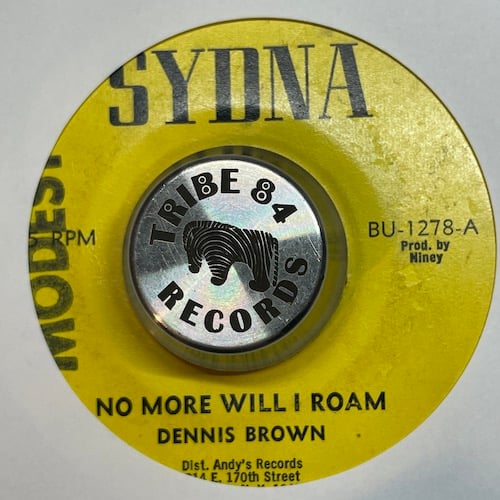 SYDNA
MODEST
TRIBE 84
RECORDS
RPM
BU-1278-A
Prod. by
Niney
NO MORE WILL I ROAM
DENNIS BROWN
Dist. Andy's Records
E. 170th Street